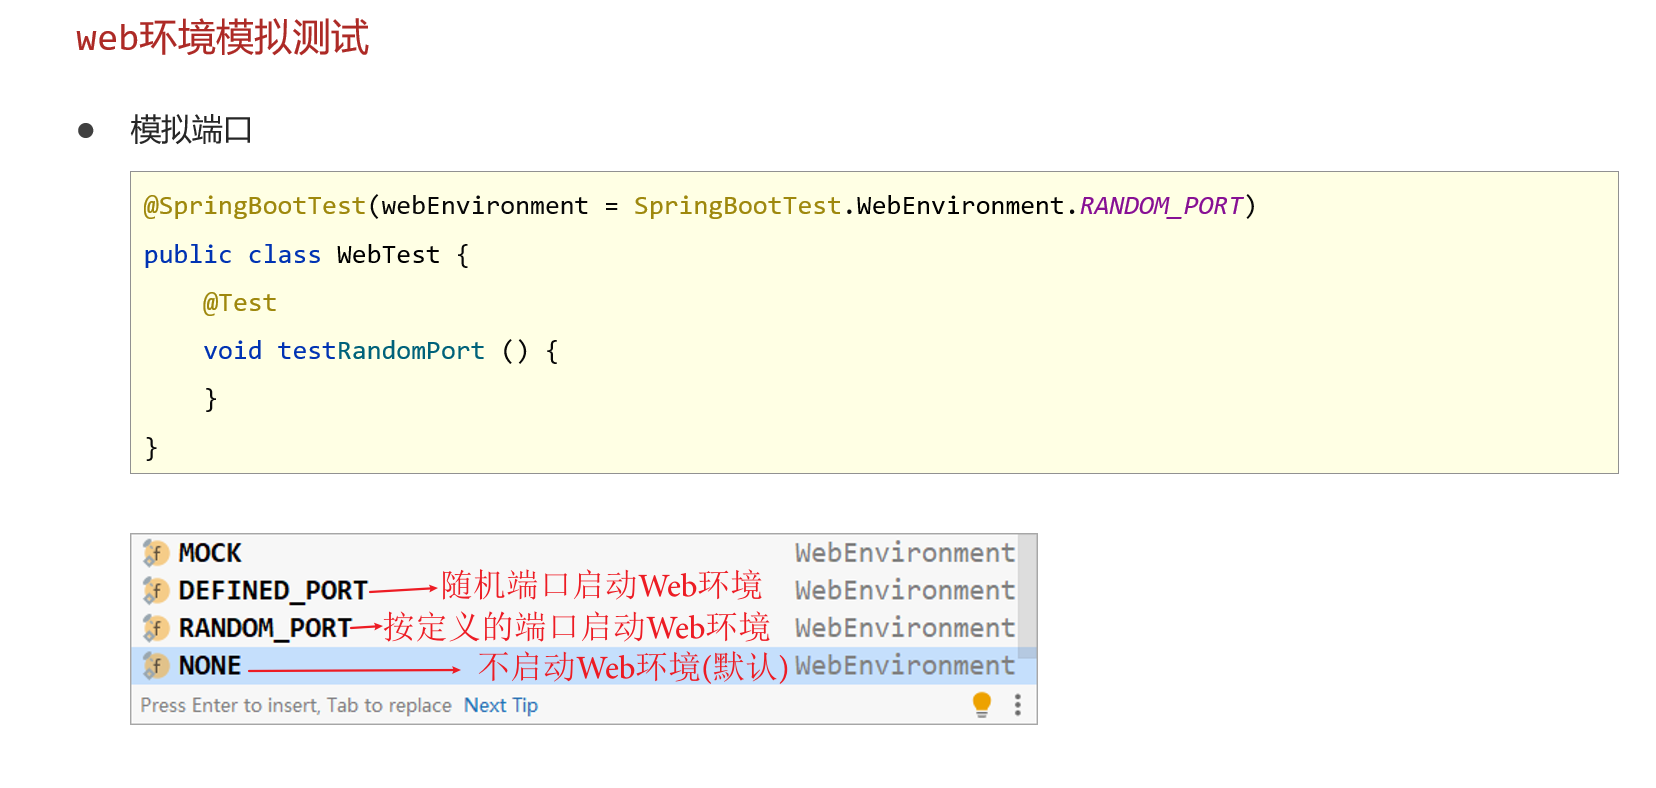 web环境模拟测试
● 模拟端口
@SpringBootTest(webEnvironment = SpringBootTest.WebEnvironment.RANDOM_PORT)
public class WebTest {
    @Test
    void testRandomPort () {
    }
}
MOCK WebEnvironment
DEFINED_PORT 随机端口启动Web环境 WebEnvironment
RANDOM_PORT 按定义的端口启动Web环境 WebEnvironment
NONE 不启动Web环境(默认) WebEnvironment
Press Enter to insert, Tab to replace Next Tip